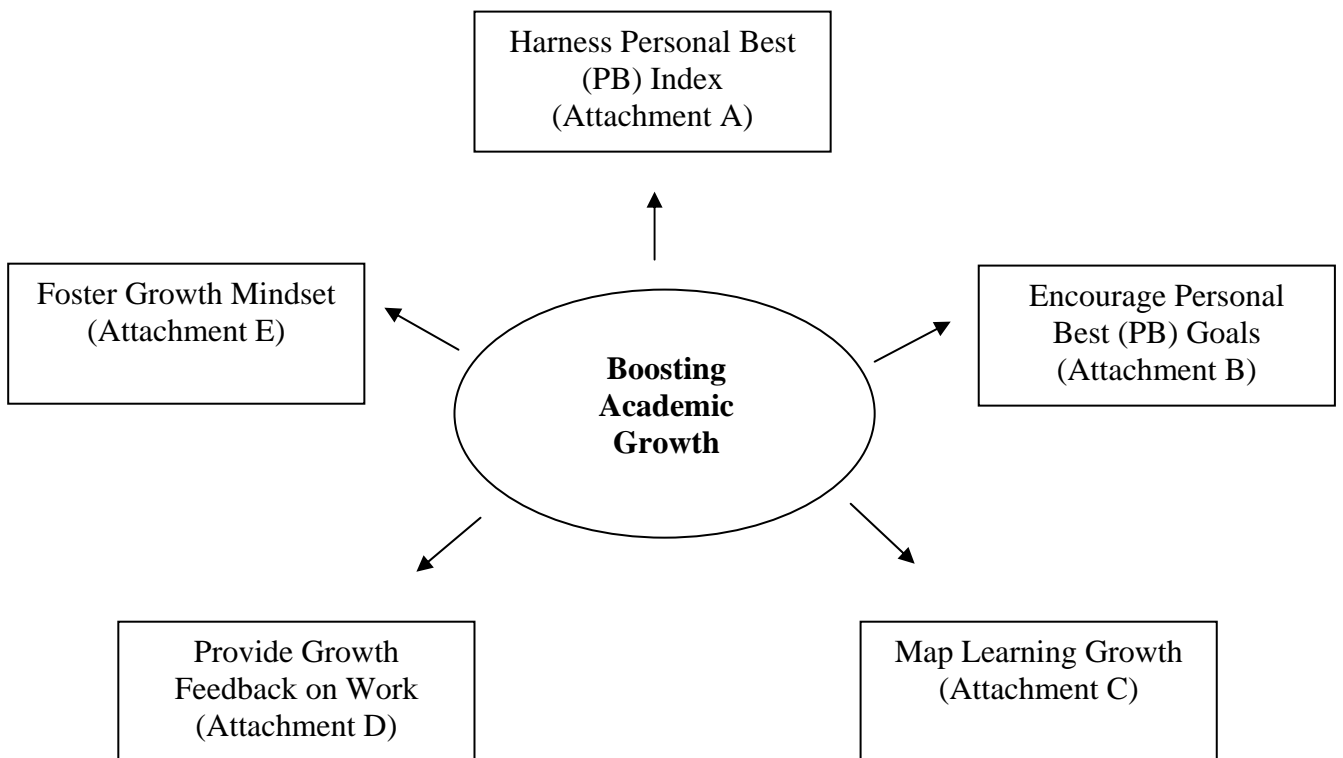 Harness Personal Best
(PB) Index
(Attachment A)
Foster Growth Mindset
(Attachment E)
Encourage Personal
Best (PB) Goals
(Attachment B)
Boosting
Academic
Growth
Provide Growth
Feedback on Work
(Attachment D)
Map Learning Growth
(Attachment C)